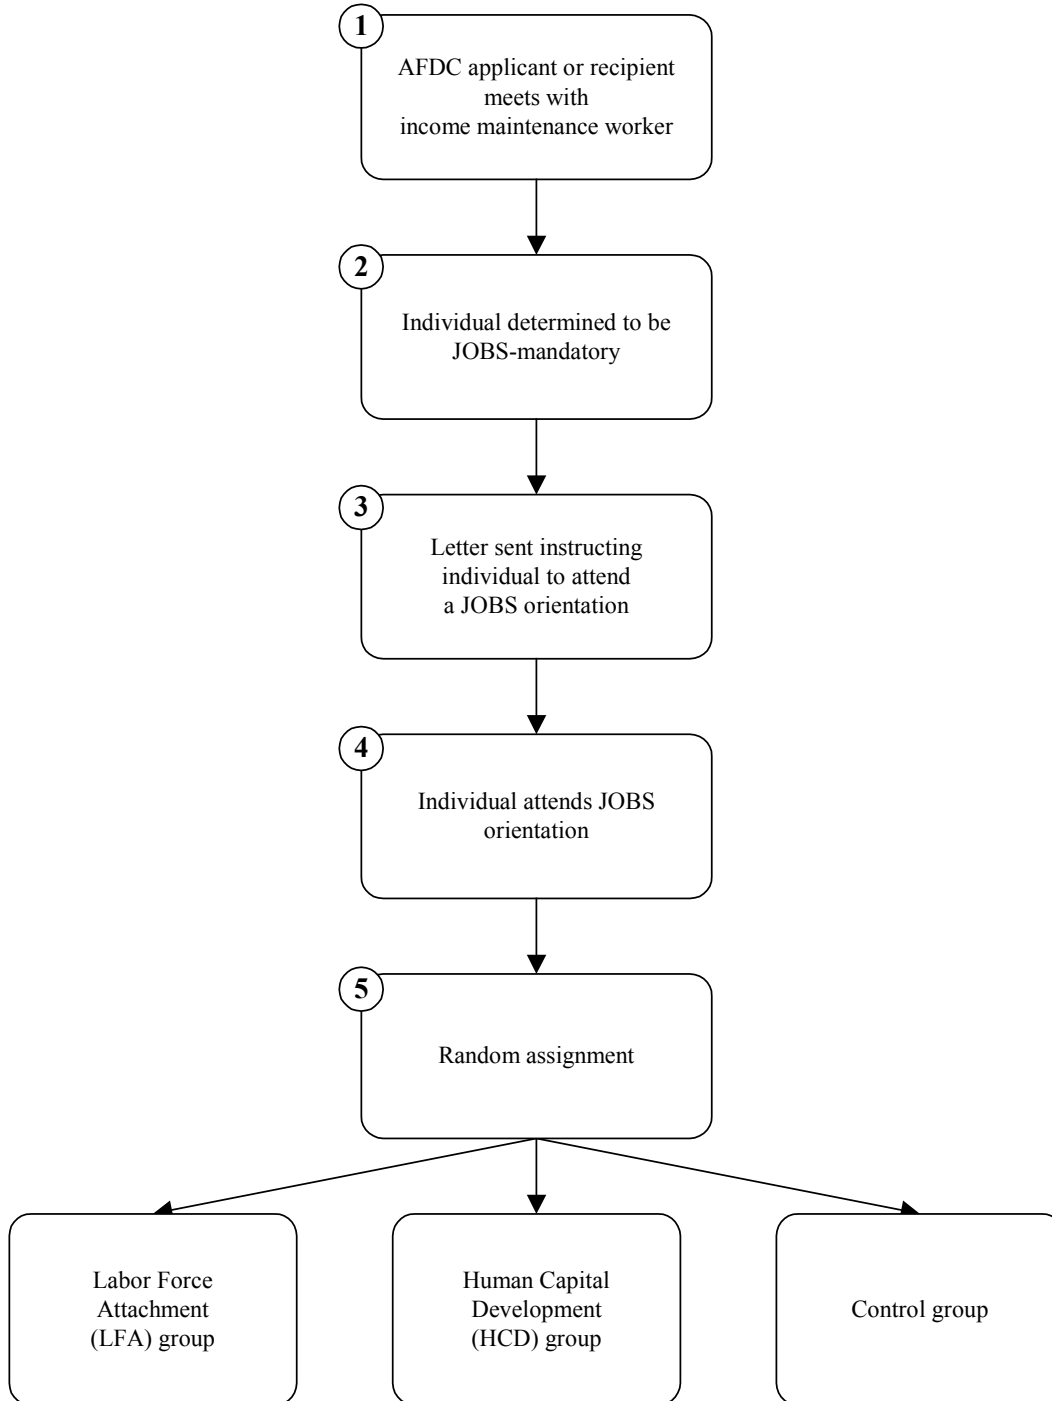 1
AFDC applicant or recipient
meets with
income maintenance worker
2
Individual determined to be
JOBS-mandatory
3
Letter sent instructing
individual to attend
a JOBS orientation
4
Individual attends JOBS
orientation
5
Random assignment
Labor Force
Attachment
(LFA) group
Human Capital
Development
(HCD) group
Control group